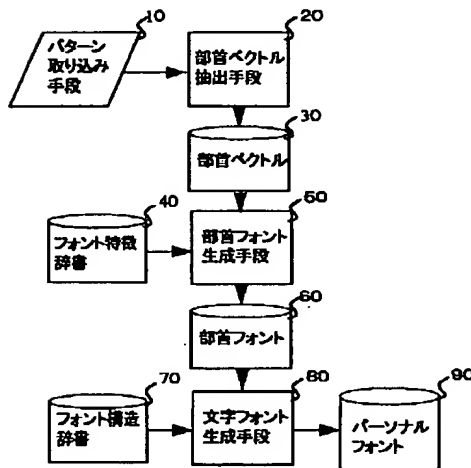 10
パターン
取り込み
手段
20
部首ベクトル
抽出手段
30
部首ベクトル
40
フォント特徴
辞書
50
部首フォント
生成手段
60
部首フォント
70
フォント構造
辞書
80
文字フォント
生成手段
90
パーソナル
フォント